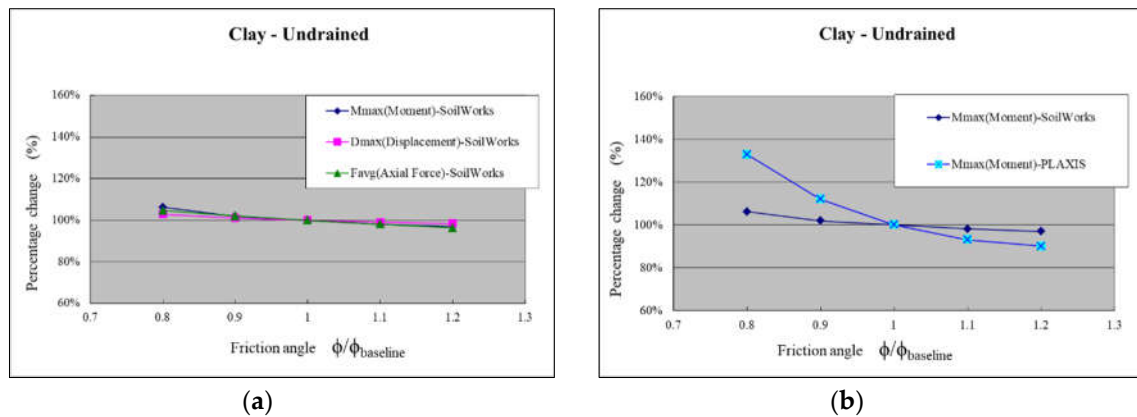 Clay - Undrained
160%
140%
120%
100%
80%
60%
Percentage change (%)
Mmax(Moment)-SoilWorks
Dmax(Displacement)-SoilWorks
Favg(Axial Force)-SoilWorks
0.7 0.8 0.9 1 1.1 1.2 1.3
Friction angle ϕ/ϕbaseline
(a)
Clay - Undrained
160%
140%
120%
100%
80%
60%
Percentage change (%)
Mmax(Moment)-SoilWorks
Mmax(Moment)-PLAXIS
0.7 0.8 0.9 1 1.1 1.2 1.3
Friction angle ϕ/ϕbaseline
(b)